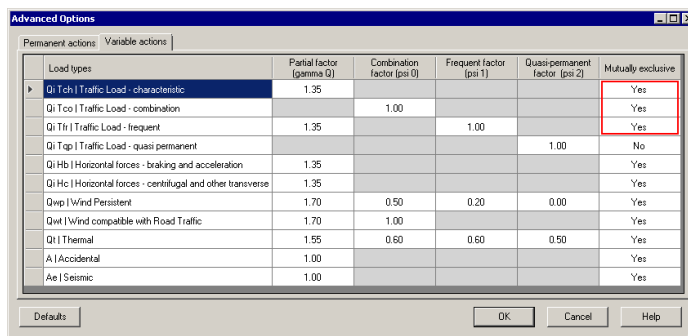 Advanced Options
Permanent actions Variable actions
Load types Partial factor (gamma Q) Combination factor (psi 0) Frequent factor (psi 1) Quasi-permanent factor (psi 2) Mutually exclusive
Qi Tch | Traffic Load - characteristic 1.35 Yes
Qi Tco | Traffic Load - combination 1.00 Yes
Qi Tfr | Traffic Load - frequent 1.35 1.00 Yes
Qi Tqp | Traffic Load - quasi permanent 1.00 No
Qi Hb | Horizontal forces - braking and acceleration 1.35 Yes
Qi Hc | Horizontal forces - centrifugal and other transverse 1.35 Yes
Qwp | Wind Persistent 1.70 0.50 0.20 0.00 Yes
Qwt | Wind compatible with Road Traffic 1.70 1.00 Yes
Qt | Thermal 1.55 0.60 0.60 0.50 Yes
A | Accidental 1.00 Yes
Ae | Seismic 1.00 Yes
Defaults OK Cancel Help